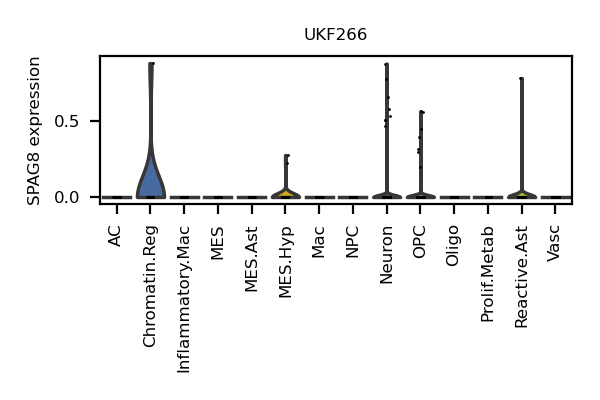 UKF266
SPAG8 expression
0.5
0.0
AC
Chromatin.Reg
Inflammatory.Mac
MES
MES.Ast
MES.Hyp
Mac
NPC
Neuron
OPC
Oligo
Prolif.Metab
Reactive.Ast
Vasc